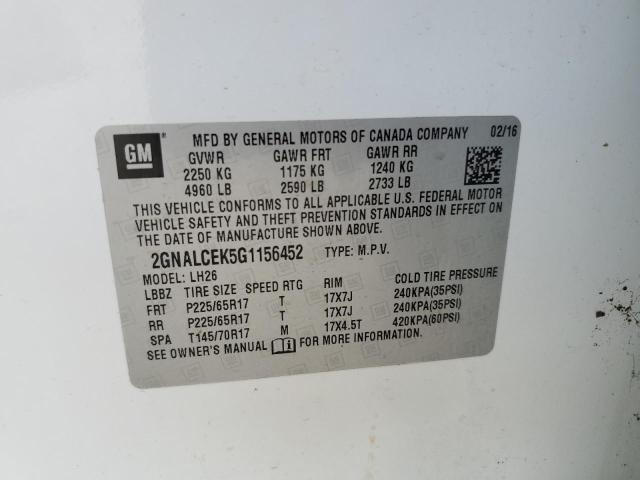 GM® MFD BY GENERAL MOTORS OF CANADA COMPANY 02/16
GVWR GAWR FRT GAWR RR
2250 KG 1175 KG 1240 KG
4960 LB 2590 LB 2733 LB
THIS VEHICLE CONFORMS TO ALL APPLICABLE U.S. FEDERAL MOTOR
VEHICLE SAFETY AND THEFT PREVENTION STANDARDS IN EFFECT ON
THE DATE OF MANUFACTURE SHOWN ABOVE.
2GNALCEK5G1156452 TYPE: M.P.V.
MODEL: LH26
LBBZ TIRE SIZE SPEED RTG RIM COLD TIRE PRESSURE
FRT P225/65R17 T 17X7J 240KPA(35PSI)
RR P225/65R17 T 17X7J 240KPA(35PSI)
SPA T145/70R17 M 17X4.5T 420KPA(60PSI)
SEE OWNER'S MANUAL FOR MORE INFORMATION.